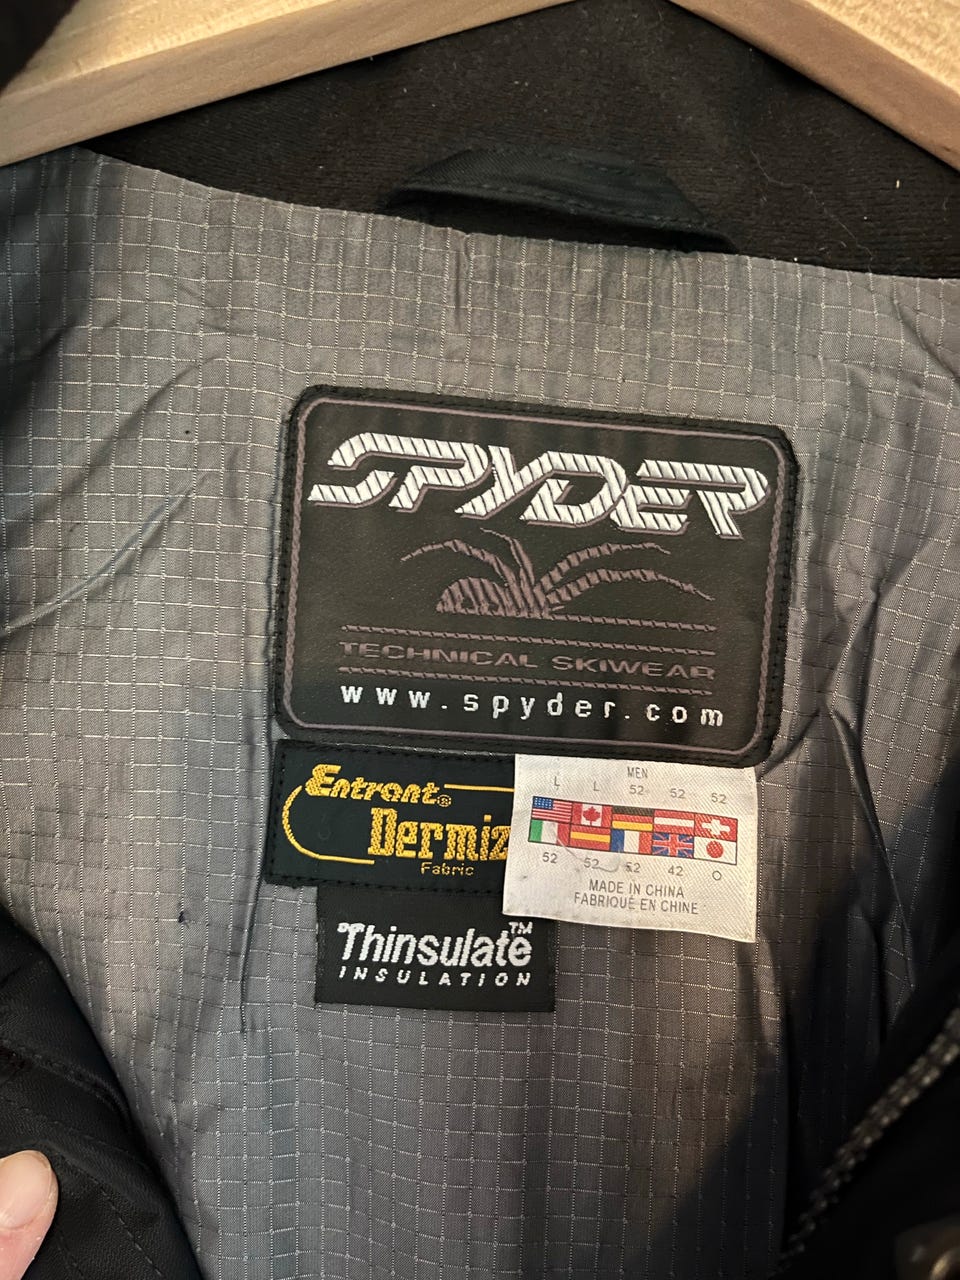 SPYDER
TECHNICAL SKIWEAR
www.spyder.com
Entrant®
Dermiz
Fabric
Thinsulate™
INSULATION
MEN
L L 52 52 52
52 52 52 42 O
MADE IN CHINA
FABRIQUÉ EN CHINE